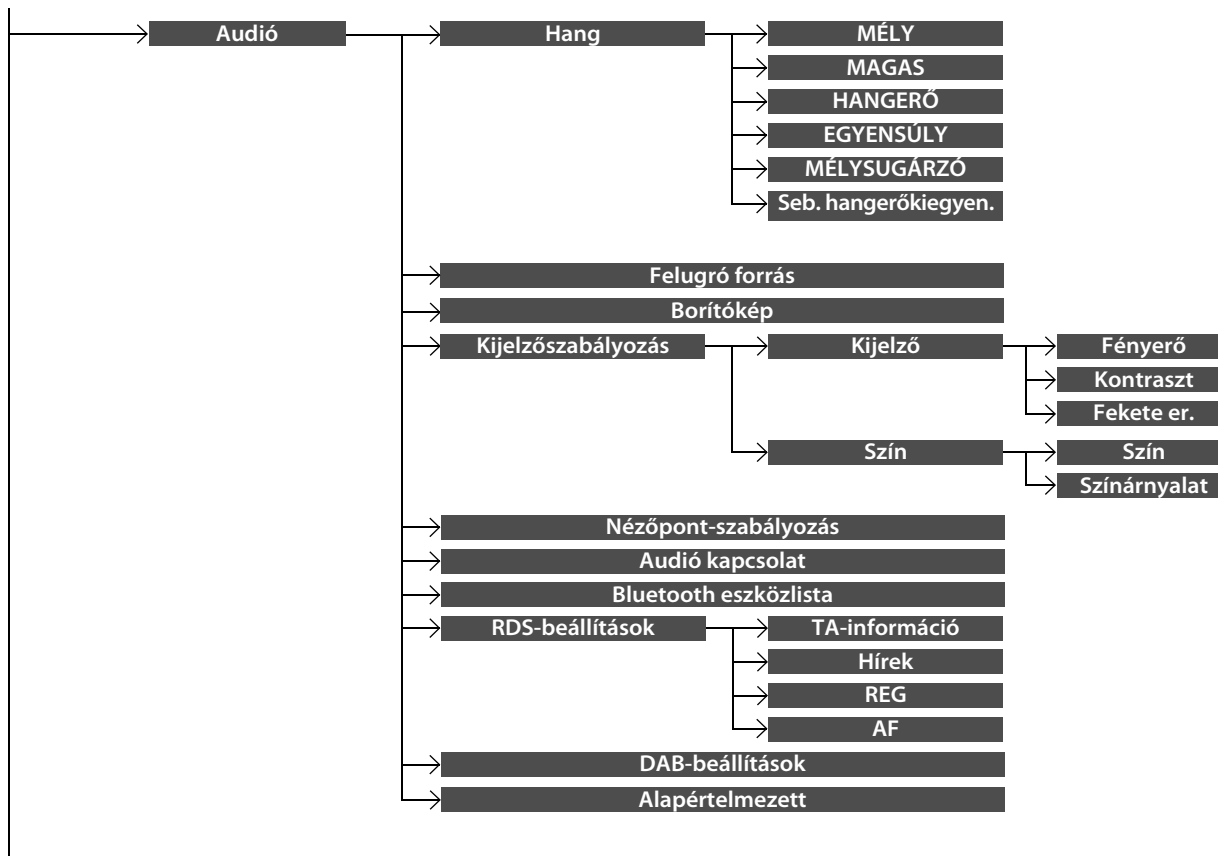 Audió
Hang
MÉLY
MAGAS
HANGERŐ
EGYENSÚLY
MÉLYSUGÁRZÓ
Seb. hangerőkiegyen.
Felugró forrás
Borítókép
Kijelzőszabályozás
Kijelző
Fényerő
Kontraszt
Fekete er.
Szín
Szín
Színárnyalat
Nézőpont-szabályozás
Audió kapcsolat
Bluetooth eszközlista
RDS-beállítások
TA-információ
Hírek
REG
AF
DAB-beállítások
Alapértelmezett